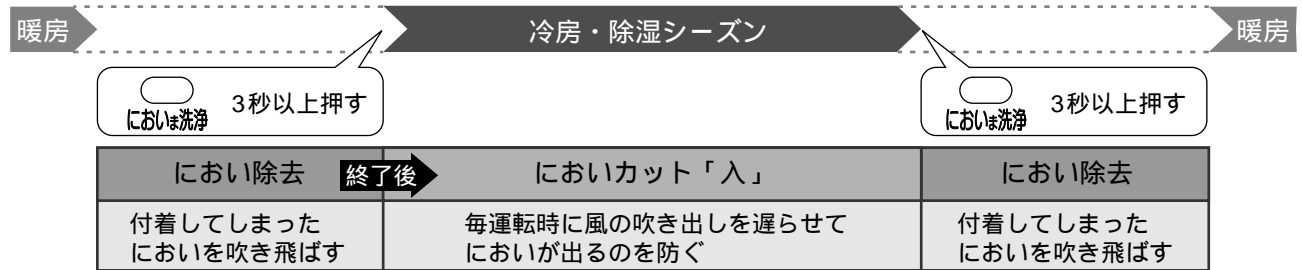 暖房
冷房・除湿シーズン
暖房
3秒以上押す
におい洗浄
3秒以上押す
におい洗浄
におい除去
終了後
においカット「入」
におい除去
付着してしまった
においを吹き飛ばす
毎運転時に風の吹き出しを遅らせて
においが出るのを防ぐ
付着してしまった
においを吹き飛ばす